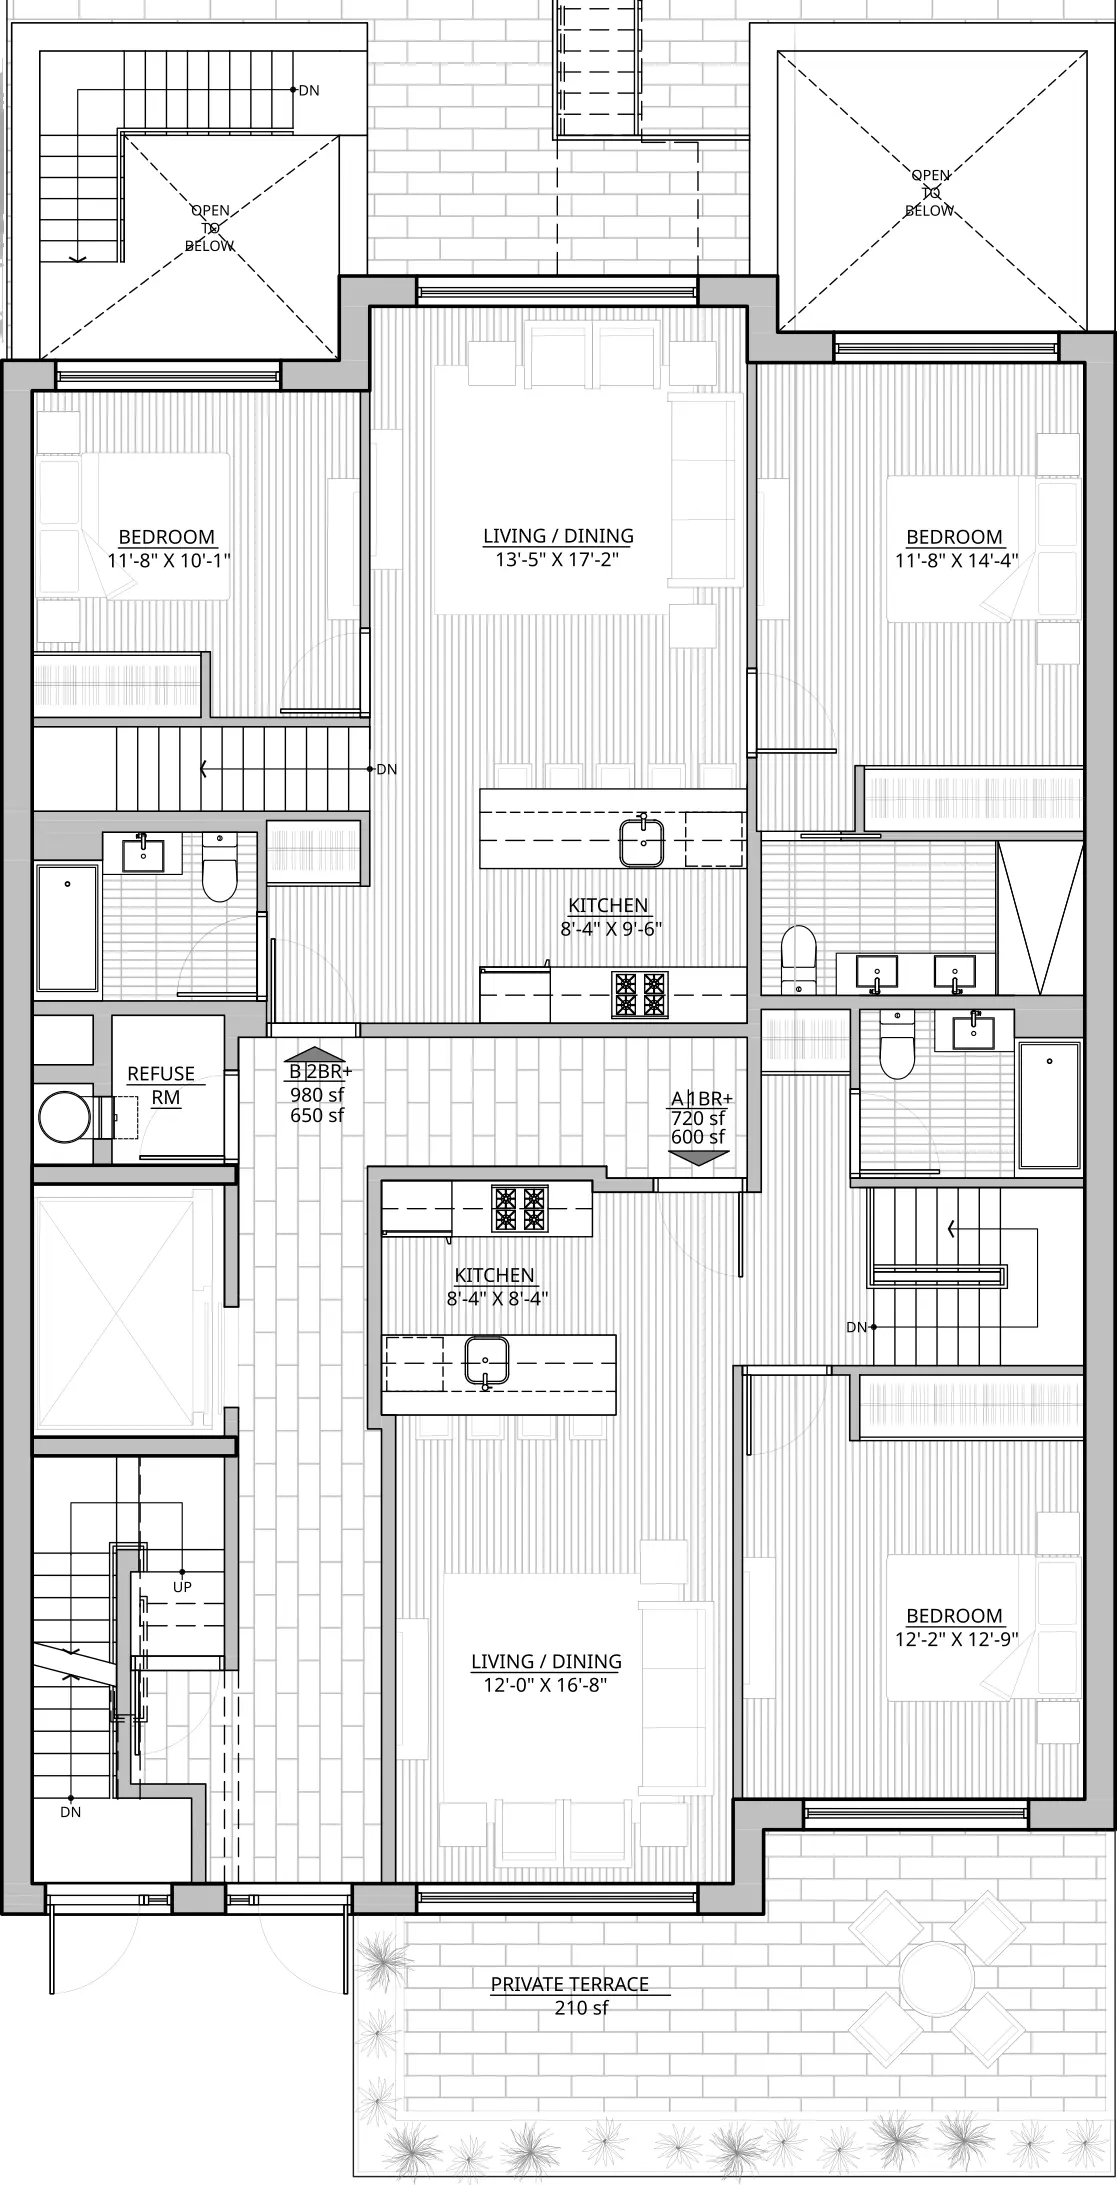 DN
OPEN
TO
BELOW
OPEN
TO
BELOW
BEDROOM
11'-8" X 10'-1"
LIVING / DINING
13'-5" X 17'-2"
BEDROOM
11'-8" X 14'-4"
DN
KITCHEN
8'-4" X 9'-6"
REFUSE
RM
B 2BR+
980 sf
650 sf
A 1BR+
720 sf
600 sf
KITCHEN
8'-4" X 8'-4"
DN
UP
BEDROOM
12'-2" X 12'-9"
LIVING / DINING
12'-0" X 16'-8"
DN
PRIVATE TERRACE
210 sf